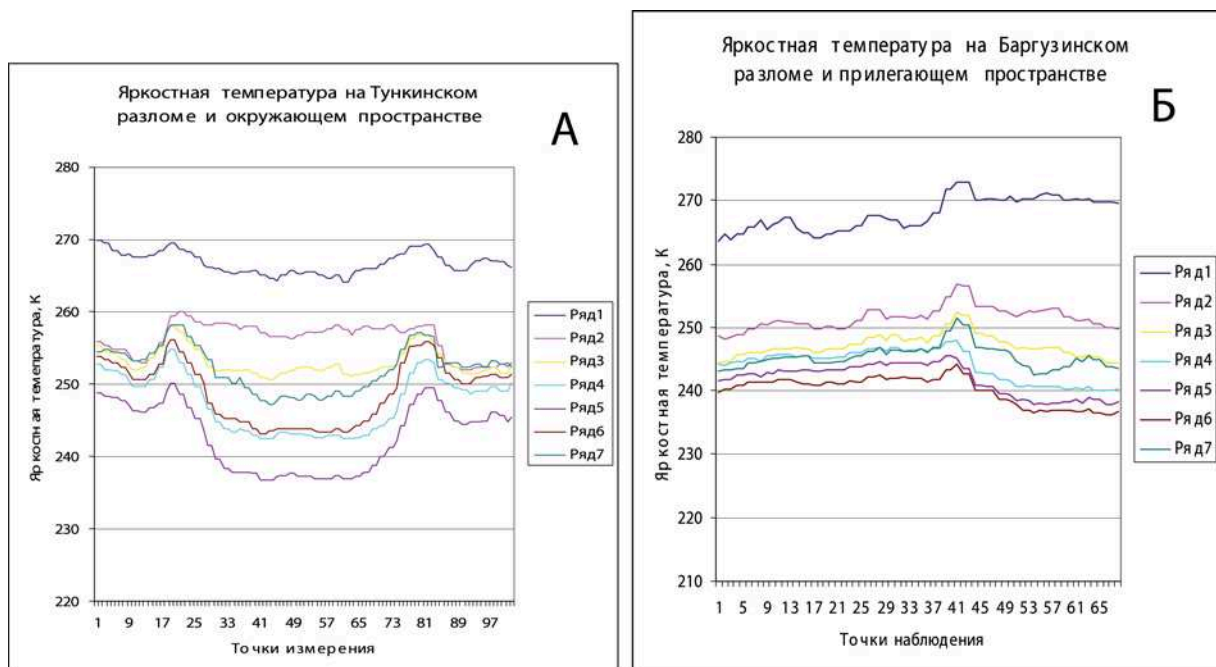 Яркостная температура на Тункинском
разломе и окружающем пространстве
А
280
270
260
250
240
230
220
Яркостная температура, К
1 9 17 25 33 41 49 57 65 73 81 89 97
Точки измерения
Ряд1
Ряд2
Ряд3
Ряд4
Ряд5
Ряд6
Ряд7
Яркостная температура на Баргузинском
разломе и прилегающем пространстве
Б
280
270
260
250
240
230
220
210
Яркостная температура, К
1 5 9 13 17 21 25 29 33 37 41 45 49 53 57 61 65
Точки наблюдения
Ряд1
Ряд2
Ряд3
Ряд4
Ряд5
Ряд6
Ряд7